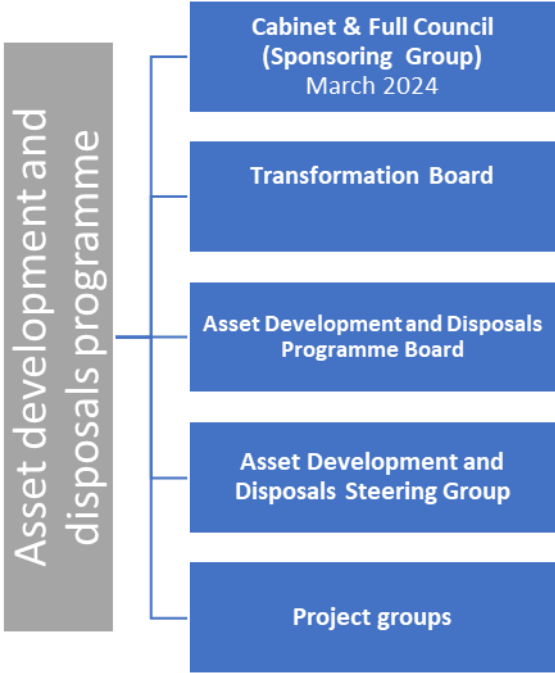 Asset development and
disposals programme
Cabinet & Full Council
(Sponsoring Group)
March 2024
Transformation Board
Asset Development and Disposals
Programme Board
Asset Development and
Disposals Steering Group
Project groups